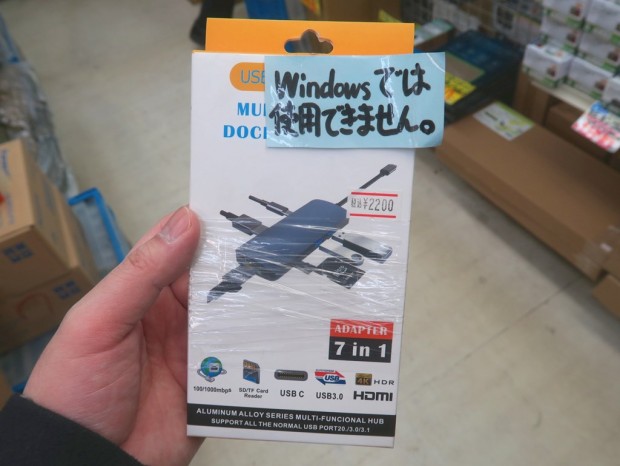 USB
Windowsでは
使用できません。
MU
DOC
税込¥2200
ADAPTER
7 in 1
100/1000mbps
SD/TF Card
Reader
USB C
USB3.0
4K HDR
HDMI
ALUMINUM ALLOY SERIES MULTI-FUNCIONAL HUB
SUPPORT ALL THE NORMAL USB PORT20./3.0/3.1